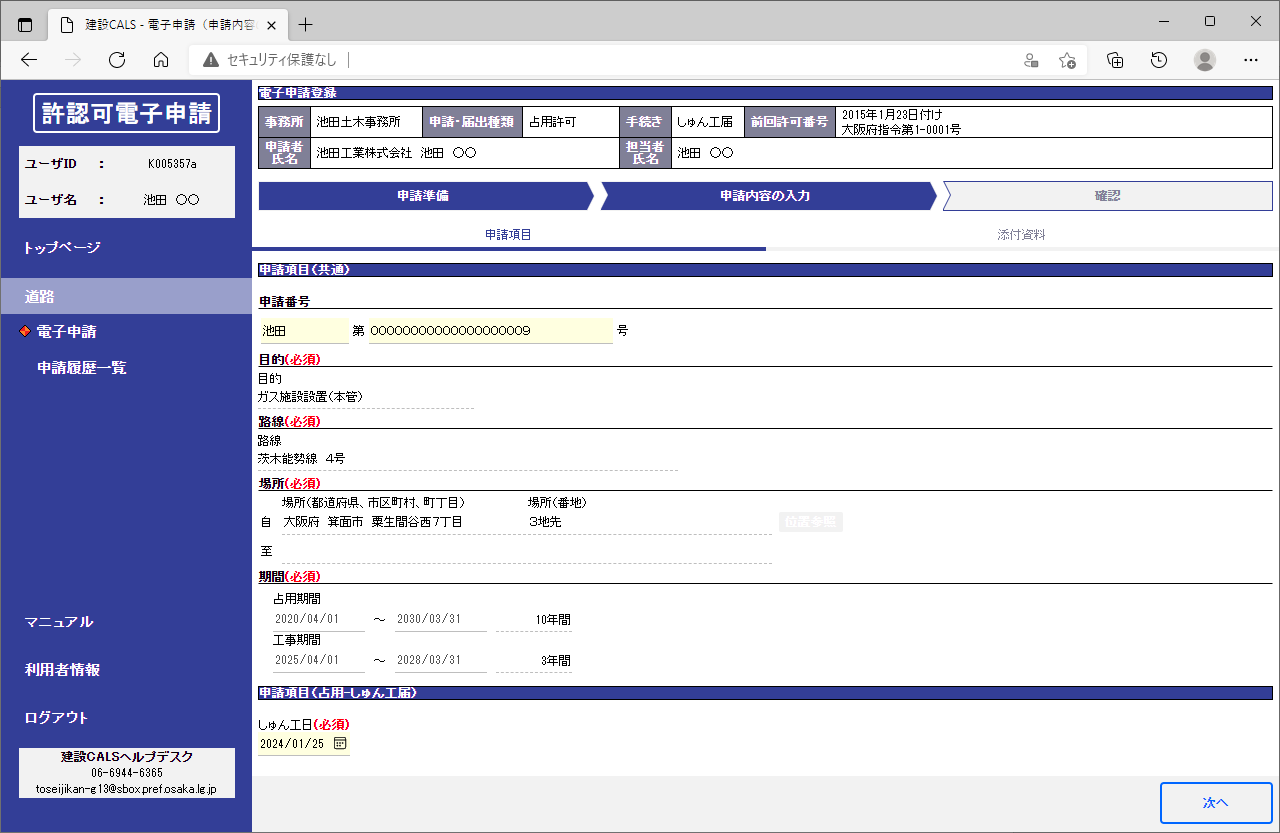 建設CALS - 電子申請（申請内容
セキュリティ保護なし
許認可電子申請
ユーザID ： K005357a
ユーザ名 ： 池田 〇〇
トップページ
道路
電子申請
申請履歴一覧
マニュアル
利用者情報
ログアウト
建設CALSヘルプデスク
06-6944-6365
toseijikan-g13@sbox.pref.osaka.lg.jp
電子申請登録
事務所 池田土木事務所 申請・届出種類 占用許可 手続き しゅん工届 前回許可番号 2015年1月23日付け
大阪府指令第1-0001号
申請者
氏名 池田工業株式会社 池田 〇〇 担当者
氏名 池田 〇〇
申請準備 申請内容の入力 確認
申請項目 添付資料
申請項目（共通）
申請番号
池田 第 00000000000000000009 号
目的(必須)
目的
ガス施設設置（本管）
路線(必須)
路線
茨木能勢線 4号
場所(必須)
場所（都道府県、市区町村、町丁目） 場所（番地）
自 大阪府 箕面市 粟生間谷西7丁目 3地先 位置参照
至
期間(必須)
占用期間
2020/04/01 ～ 2030/03/31 10年間
工事期間
2025/04/01 ～ 2028/03/31 3年間
申請項目（占用-しゅん工届）
しゅん工日(必須)
2024/01/25
次へ